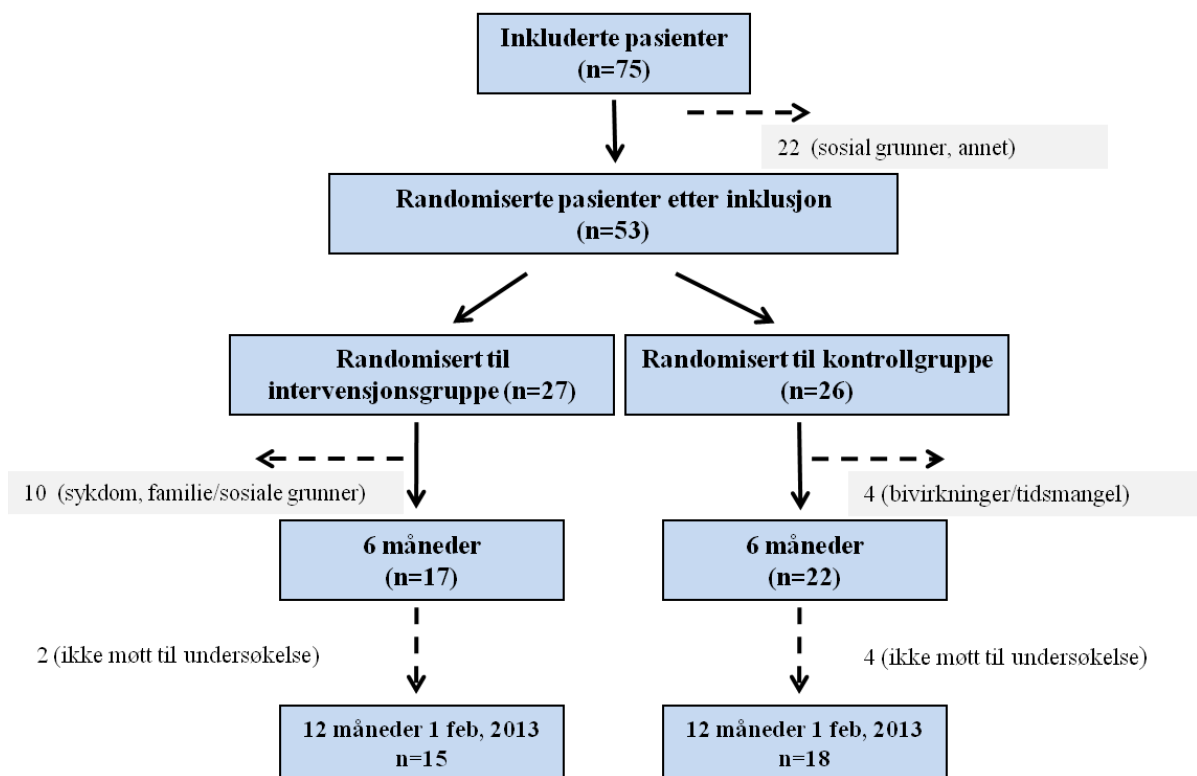 Inkluderte pasienter
(n=75)
22 (sosial grunner, annet)
Randomiserte pasienter etter inklusjon
(n=53)
Randomisert til
intervensjonsgruppe (n=27)
Randomisert til kontrollgruppe
(n=26)
10 (sykdom, familie/sosiale grunner)
4 (bivirkninger/tidsmangel)
6 måneder
(n=17)
6 måneder
(n=22)
2 (ikke møtt til undersøkelse)
4 (ikke møtt til undersøkelse)
12 måneder 1 feb, 2013
n=15
12 måneder 1 feb, 2013
n=18